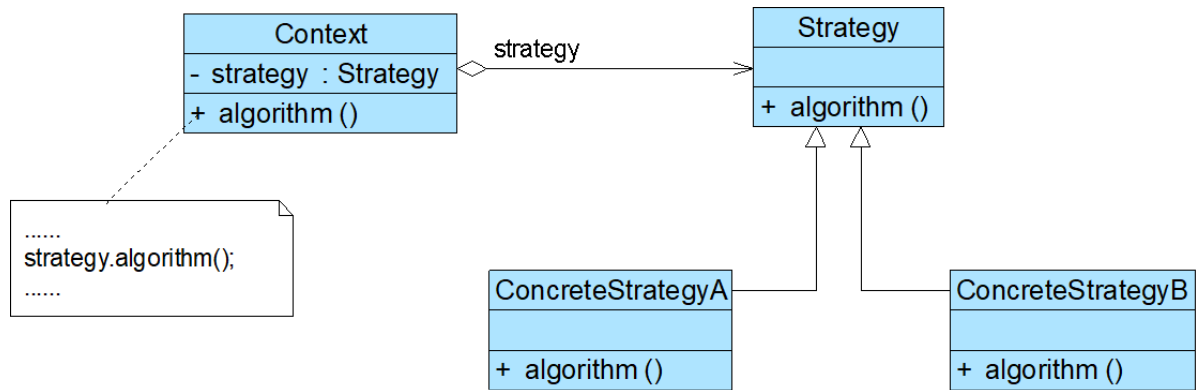 Context
- strategy : Strategy
+ algorithm ()
strategy
Strategy
+ algorithm ()
......
strategy.algorithm();
......
ConcreteStrategyA
+ algorithm ()
ConcreteStrategyB
+ algorithm ()